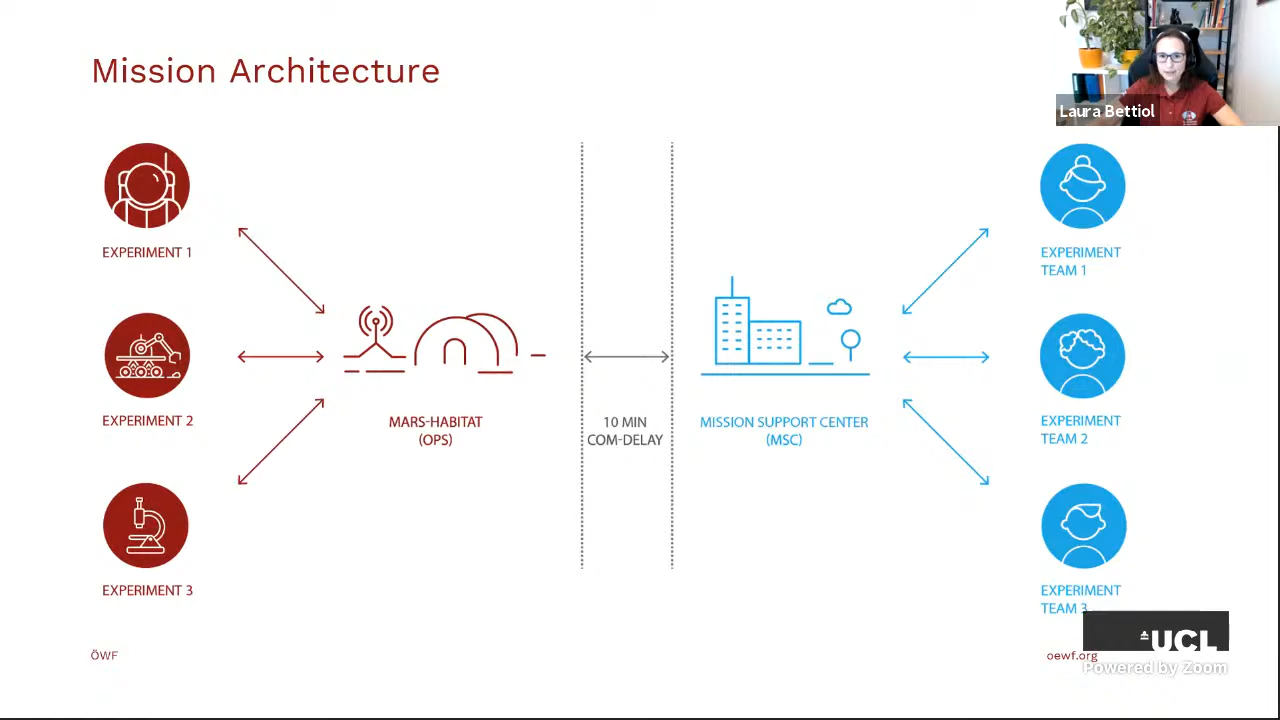 Mission Architecture
Laura Bettiol
EXPERIMENT 1
EXPERIMENT 2
EXPERIMENT 3
MARS-HABITAT
(OPS)
10 MIN
COM-DELAY
MISSION SUPPORT CENTER
(MSC)
EXPERIMENT
TEAM 1
EXPERIMENT
TEAM 2
EXPERIMENT
TEAM 3
ÖWF
oewf.org
UCL
Powered by Zoom